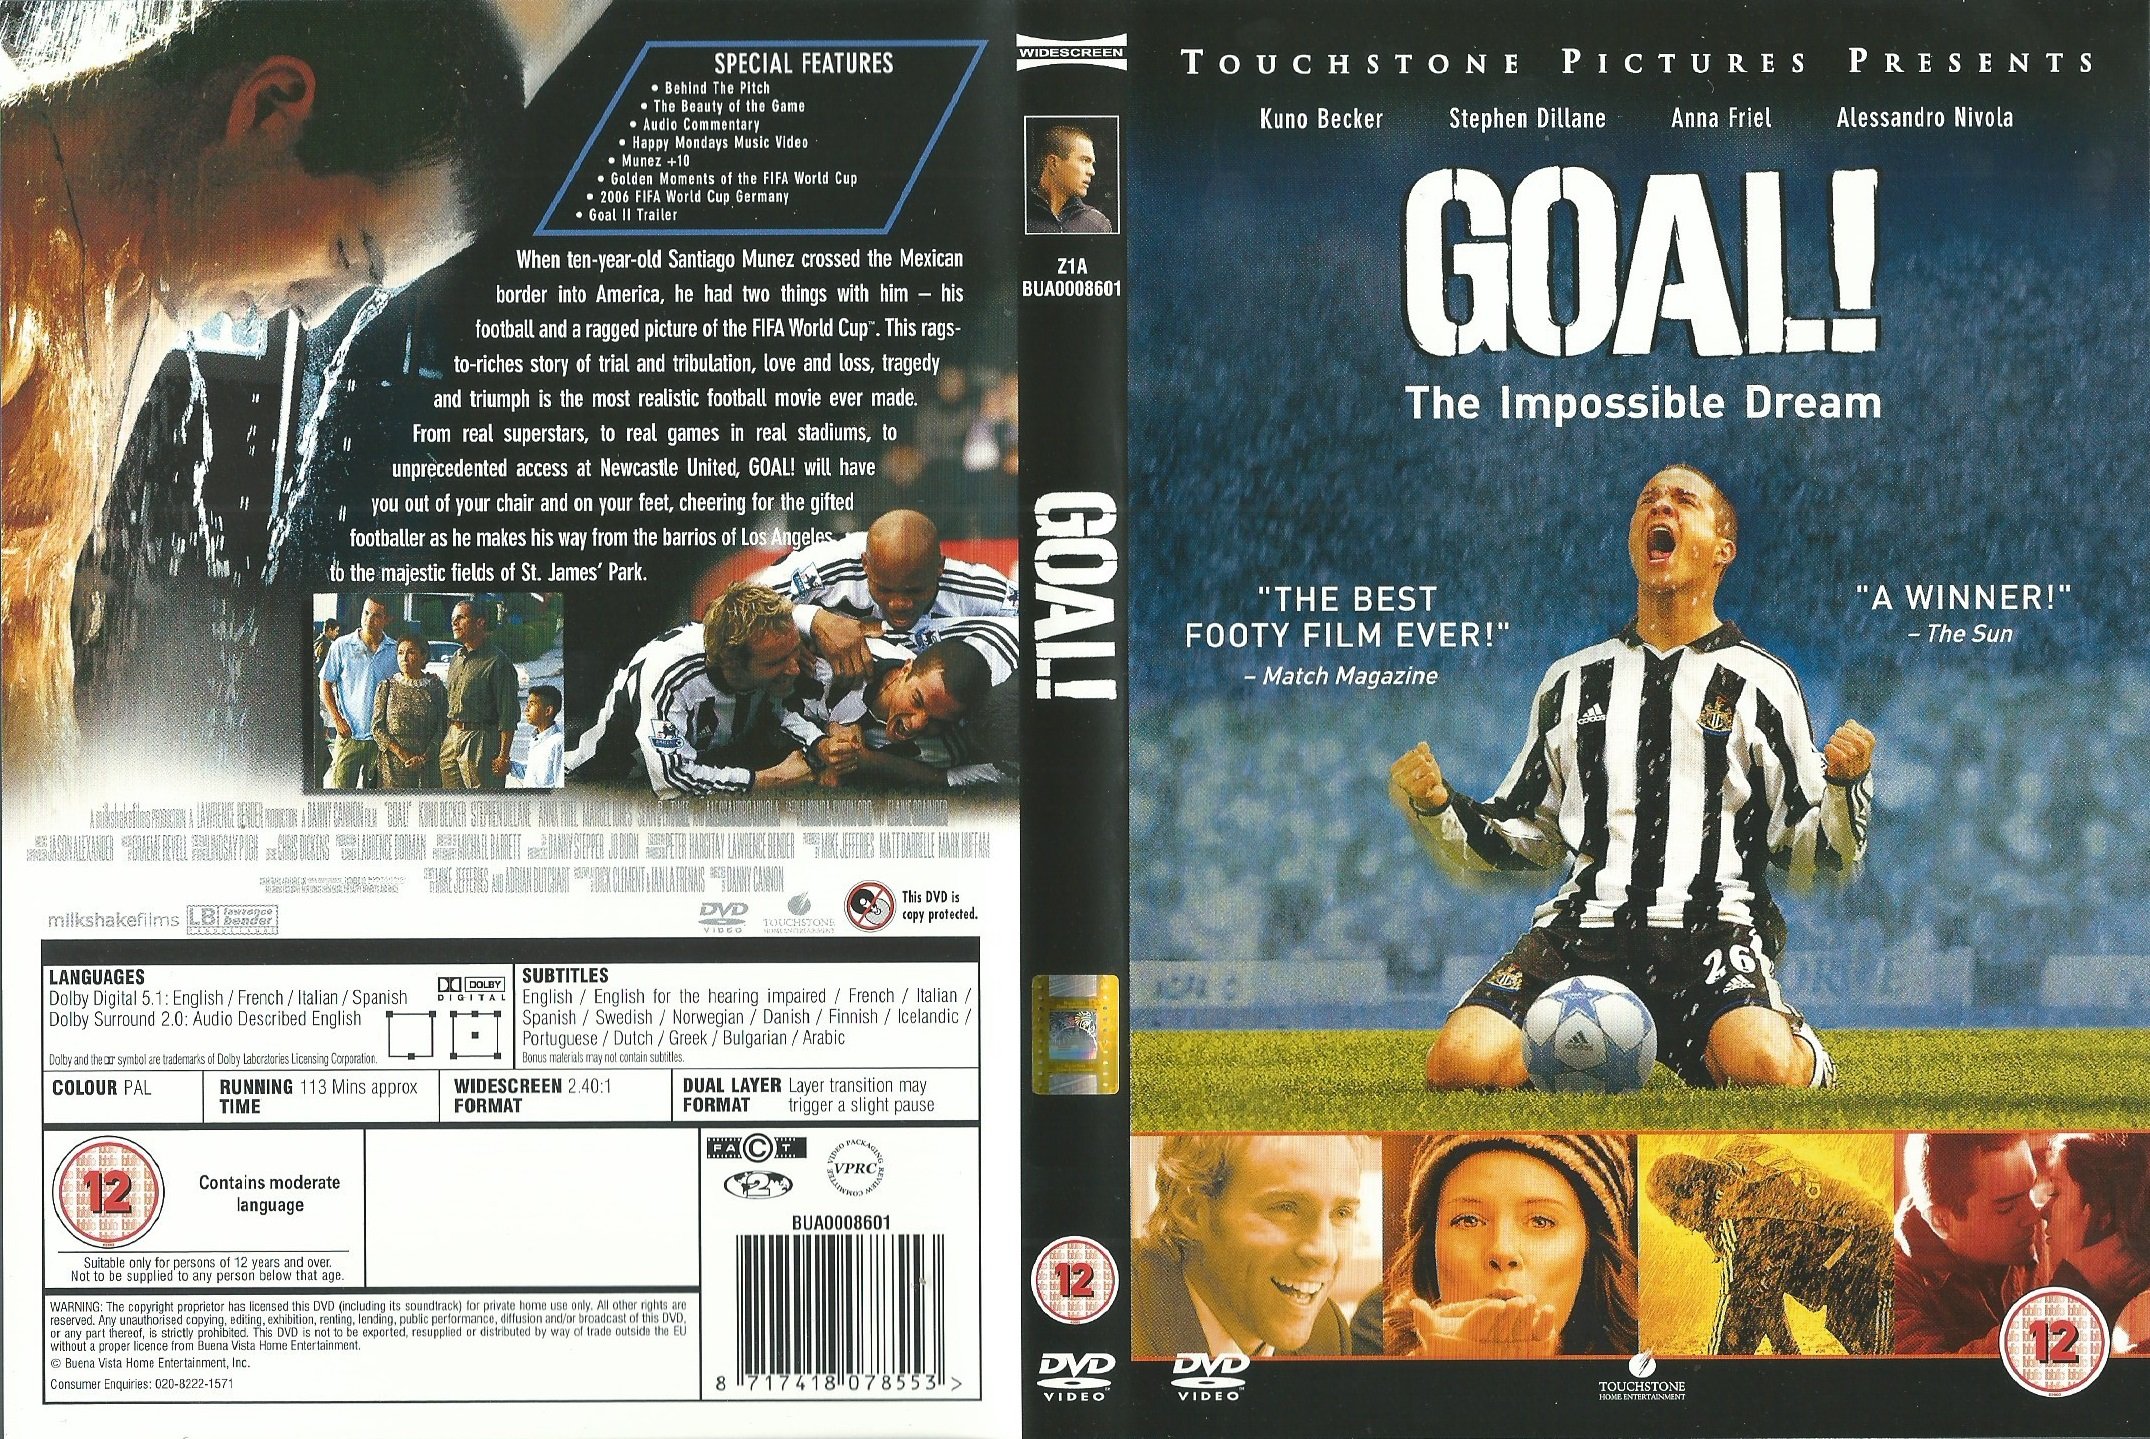 SPECIAL FEATURES
• Behind The Pitch
• The Beauty of the Game
• Audio Commentary
• Happy Mondays Music Video
• Munez +10
• Golden Moments of the FIFA World Cup
• 2006 FIFA World Cup Germany
• Goal II Trailer
When ten-year-old Santiago Munez crossed the Mexican
border into America, he had two things with him – his
football and a ragged picture of the FIFA World Cup™. This rags-
to-riches story of trial and tribulation, love and loss, tragedy
and triumph is the most realistic football movie ever made.
From real superstars, to real games in real stadiums, to
unprecedented access at Newcastle United, GOAL! will have
you out of your chair and on your feet, cheering for the gifted
footballer as he makes his way from the barrios of Los Angeles
to the majestic fields of St. James' Park.
milkshakefilms
LB lawrence bender
DVD VIDEO
TOUCHSTONE
HOME ENTERTAINMENT
This DVD is
copy protected.
LANGUAGES
Dolby Digital 5.1: English / French / Italian / Spanish
Dolby Surround 2.0: Audio Described English
DOLBY
DIGITAL
Dolby and the symbol are trademarks of Dolby Laboratories Licensing Corporation.
SUBTITLES
English / English for the hearing impaired / French / Italian /
Spanish / Swedish / Norwegian / Danish / Finnish / Icelandic /
Portuguese / Dutch / Greek / Bulgarian / Arabic
Bonus materials may not contain subtitles.
COLOUR PAL
RUNNING 113 Mins approx
TIME
WIDESCREEN 2.40:1
FORMAT
DUAL LAYER Layer transition may
FORMAT trigger a slight pause
12
Contains moderate
language
Suitable only for persons of 12 years and over.
Not to be supplied to any person below that age.
FACT
2
VIDEO PACKAGING REVIEW COMMITTEE
VPRC
BUA0008601
8 717418 078553 >
WARNING: The copyright proprietor has licensed this DVD (including its soundtrack) for private home use only. All other rights are
reserved. Any unauthorised copying, editing, exhibition, renting, lending, public performance, diffusion and/or broadcast of this DVD,
or any part thereof, is strictly prohibited. This DVD is not to be exported, resupplied or distributed by way of trade outside the EU
without a proper licence from Buena Vista Home Entertainment.
© Buena Vista Home Entertainment, Inc.
Consumer Enquiries: 020-8222-1571
WIDESCREEN
Z1A
BUA0008601
GOAL!
12
DVD
VIDEO
TOUCHSTONE PICTURES PRESENTS
Kuno Becker Stephen Dillane Anna Friel Alessandro Nivola
GOAL!
The Impossible Dream
"THE BEST
FOOTY FILM EVER!"
– Match Magazine
"A WINNER!"
– The Sun
adidas
26
adidas
DVD
VIDEO
TOUCHSTONE
HOME ENTERTAINMENT
12